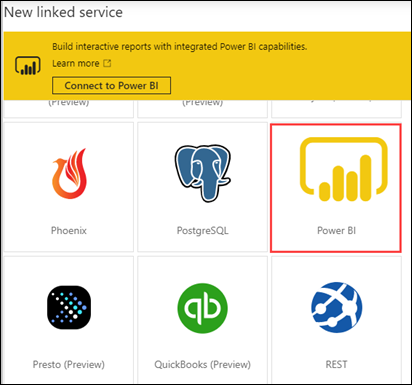 New linked service
Build interactive reports with integrated Power BI capabilities.
Learn more
Connect to Power BI
(Preview) (Preview)
Phoenix PostgreSQL Power BI
qb
Presto (Preview) QuickBooks (Preview) REST